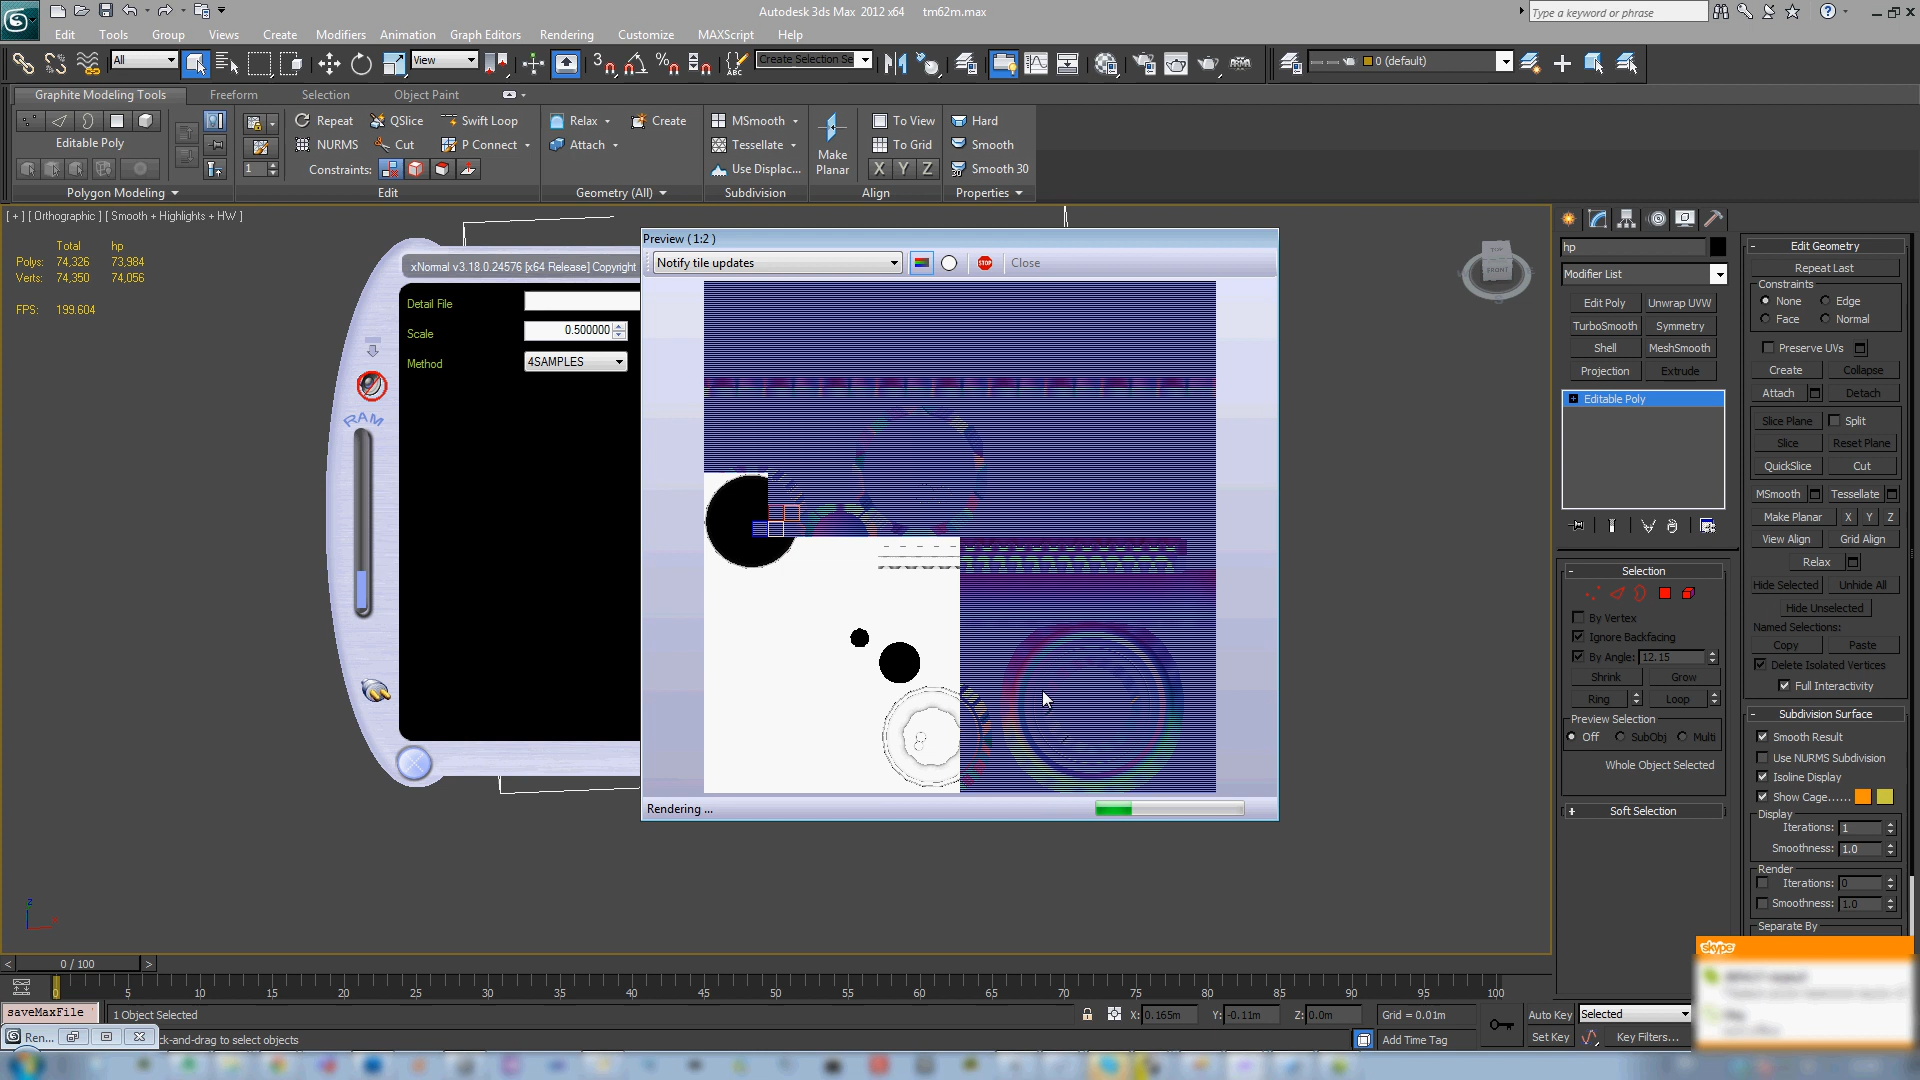 Autodesk 3ds Max 2012 x64 tm62m.max
Type a keyword or phrase
Edit Tools Group Views Create Modifiers Animation Graph Editors Rendering Customize MAXScript Help
All View Create Selection Se 0 (default)
Graphite Modeling Tools Freeform Selection Object Paint
Repeat QSlice Swift Loop Relax Create MSmooth To View Hard
Editable Poly NURMS Cut P Connect Attach Tessellate Make Planar To Grid Smooth
1 Constraints: Use Displac... X Y Z Smooth 30
Polygon Modeling Edit Geometry (All) Subdivision Align Properties
[ + ] [ Orthographic ] [ Smooth + Highlights + HW ]
Total hp
Polys: 74,326 73,984
Verts: 74,350 74,056
FPS: 199.604
xNormal v3.18.0.24576 [x64 Release] Copyright
Detail File
Scale 0.500000
Method 4SAMPLES
RAM
Preview ( 1:2 )
Notify tile updates STOP Close
Rendering ...
TOP
FRONT
hp
Modifier List
Edit Poly Unwrap UVW
TurboSmooth Symmetry
Shell MeshSmooth
Projection Extrude
Editable Poly
- Selection
By Vertex
Ignore Backfacing
By Angle: 12.15
Shrink Grow
Ring Loop
Preview Selection
Off SubObj Multi
Whole Object Selected
+ Soft Selection
- Edit Geometry
Repeat Last
Constraints
None Edge
Face Normal
Preserve UVs
Create Collapse
Attach Detach
Slice Plane Split
Slice Reset Plane
QuickSlice Cut
MSmooth Tessellate
Make Planar X Y Z
View Align Grid Align
Relax
Hide Selected Unhide All
Hide Unselected
Named Selections:
Copy Paste
Delete Isolated Vertices
Full Interactivity
- Subdivision Surface
Smooth Result
Use NURMS Subdivision
Isoline Display
Show Cage......
Display
Iterations: 1
Smoothness: 1.0
Render
Iterations: 0
Smoothness: 1.0
Separate By
skype
< 0 / 100 >
0 5 10 15 20 25 30 35 40 45 50 55 60 65 70 75 80 85 90 95 100
saveMaxFile 1 Object Selected X: 0.165m Y: -0.11m Z: 0.0m Grid = 0.01m Auto Key Selected
Ren... ck-and-drag to select objects Add Time Tag Set Key Key Filters...